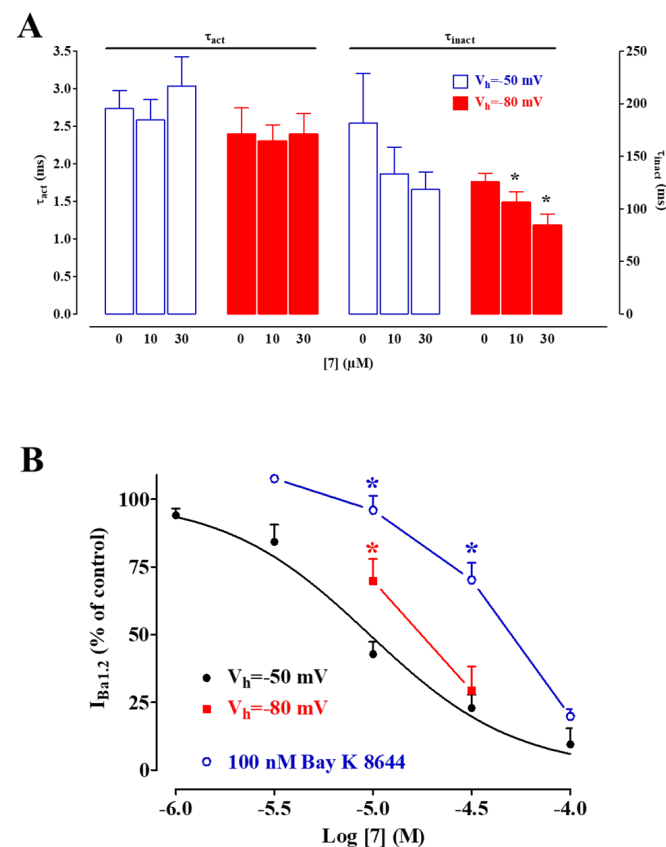 A
τact
τinact
3.5
3.0
2.5
2.0
1.5
1.0
0.5
0.0
τact (ms)
250
200
150
100
50
0
τinact (ms)
Vh=-50 mV
Vh=-80 mV
*
*
0 10 30 0 10 30 0 10 30 0 10 30
[7] (µM)
B
100
75
50
25
0
IBa1.2 (% of control)
*
*
*
Vh=-50 mV
Vh=-80 mV
100 nM Bay K 8644
-6.0 -5.5 -5.0 -4.5 -4.0
Log [7] (M)